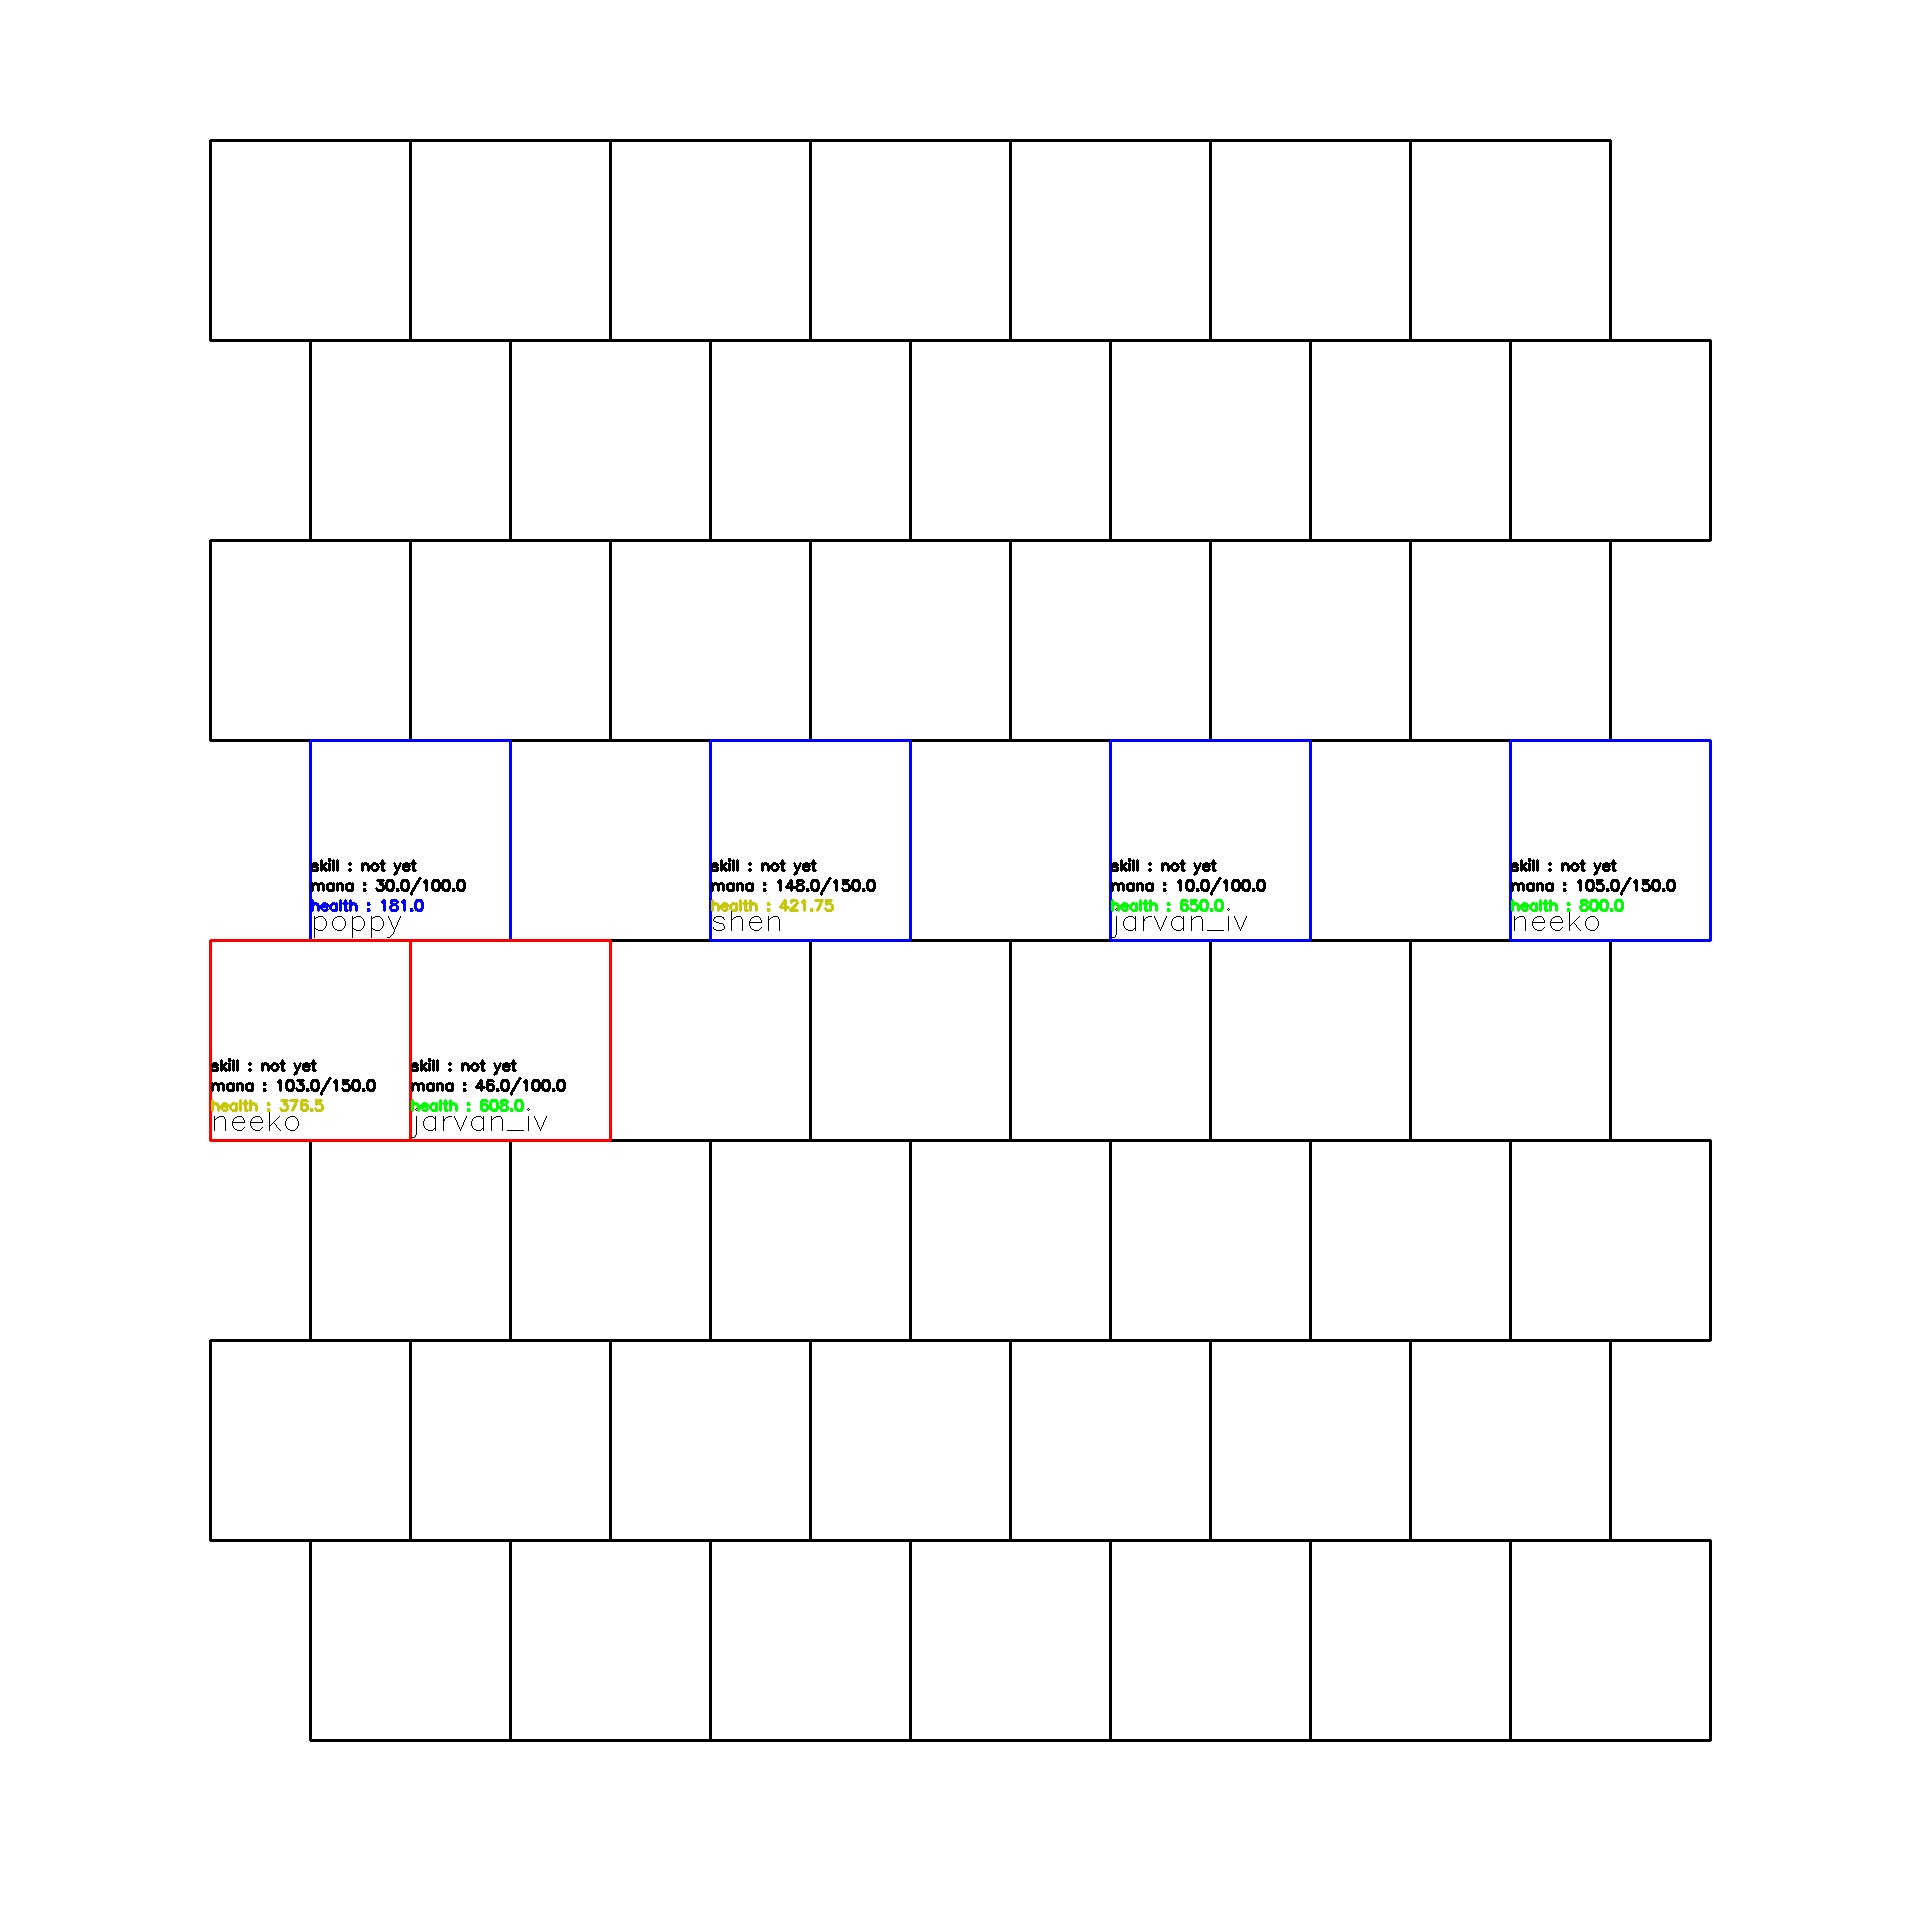 skill : not yet
mana : 30.0/100.0
health : 181.0
poppy
skill : not yet
mana : 148.0/150.0
health : 421.75
shen
skill : not yet
mana : 10.0/100.0
health : 650.0
jarvan_iv
skill : not yet
mana : 105.0/150.0
health : 800.0
neeko
skill : not yet
mana : 103.0/150.0
health : 376.5
neeko
skill : not yet
mana : 46.0/100.0
health : 608.0
jarvan_iv